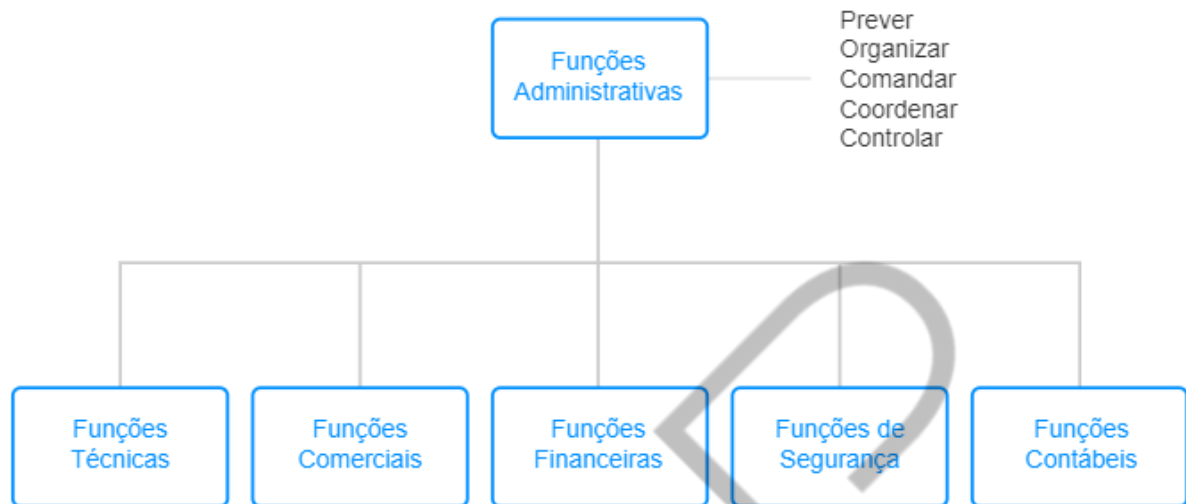 Funções
Administrativas
Prever
Organizar
Comandar
Coordenar
Controlar
Funções
Técnicas
Funções
Comerciais
Funções
Financeiras
Funções de
Segurança
Funções
Contábeis